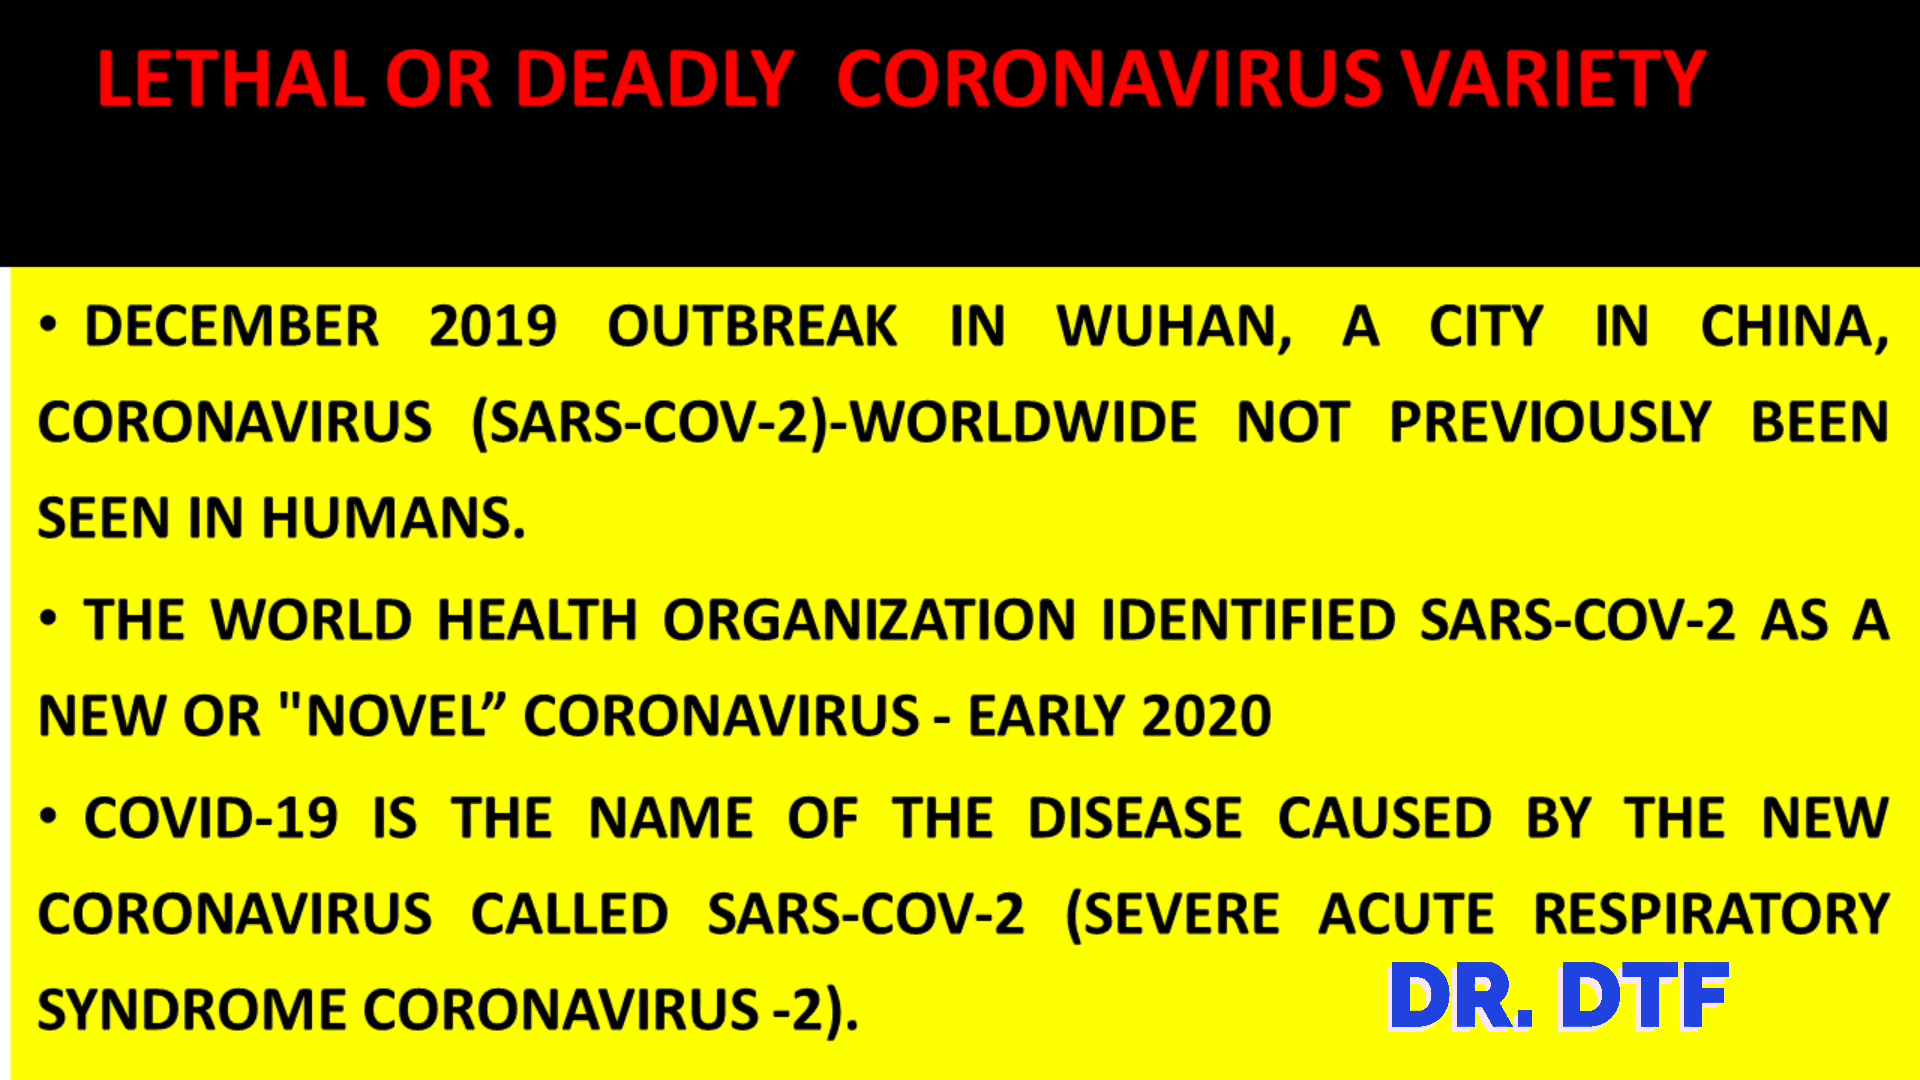 LETHAL OR DEADLY CORONAVIRUS VARIETY
• DECEMBER 2019 OUTBREAK IN WUHAN, A CITY IN CHINA,
CORONAVIRUS (SARS-COV-2)-WORLDWIDE NOT PREVIOUSLY BEEN
SEEN IN HUMANS.
• THE WORLD HEALTH ORGANIZATION IDENTIFIED SARS-COV-2 AS A
NEW OR "NOVEL” CORONAVIRUS - EARLY 2020
• COVID-19 IS THE NAME OF THE DISEASE CAUSED BY THE NEW
CORONAVIRUS CALLED SARS-COV-2 (SEVERE ACUTE RESPIRATORY
SYNDROME CORONAVIRUS -2).
DR. DTF